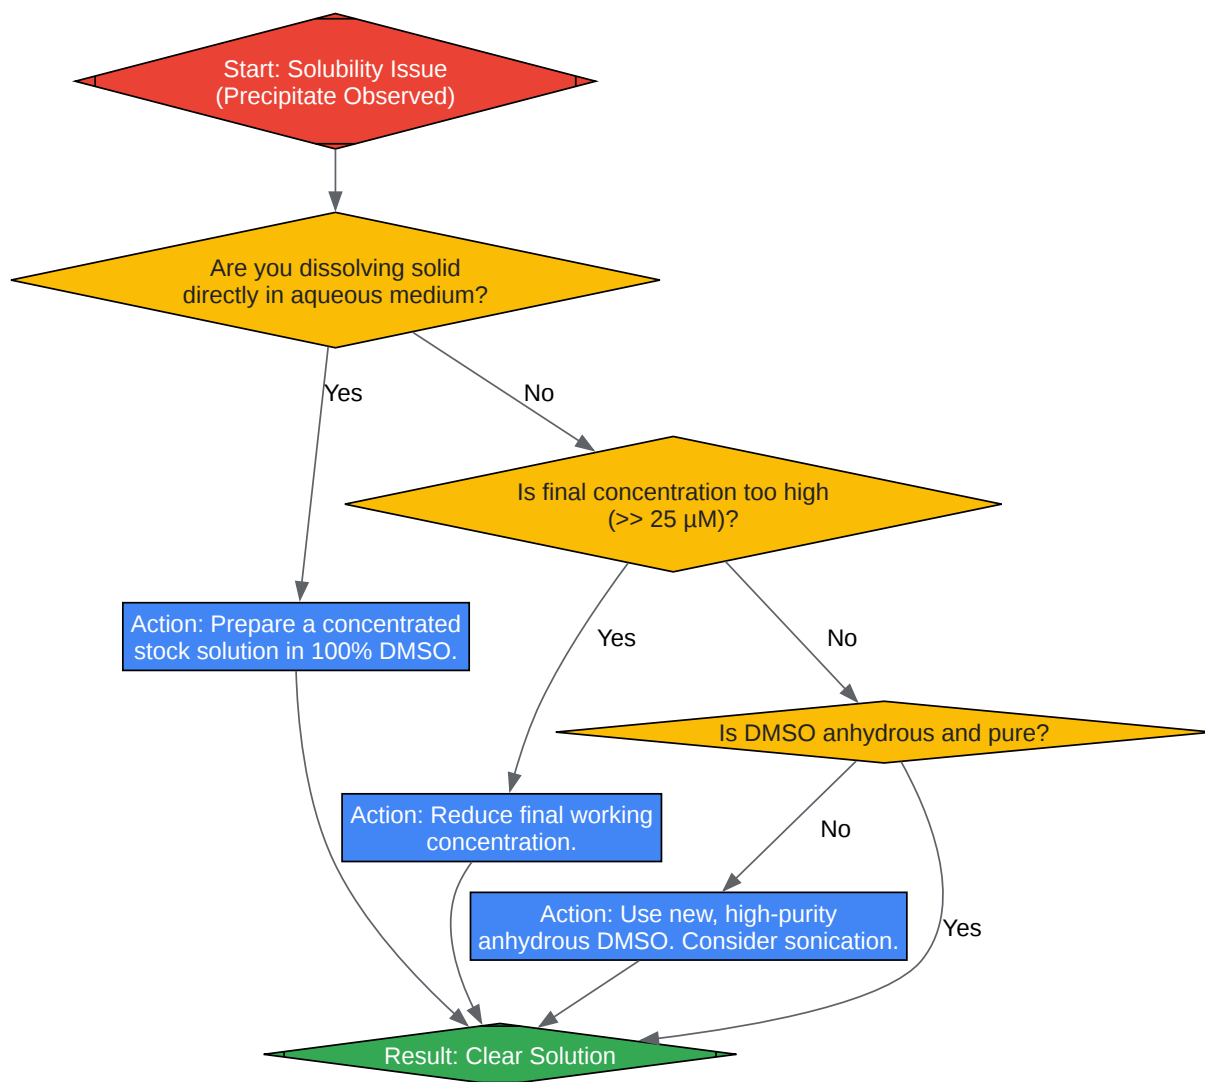 Start: Solubility Issue
(Precipitate Observed)
Are you dissolving solid
directly in aqueous medium?
Yes
No
Is final concentration too high
(>> 25 µM)?
Action: Prepare a concentrated
stock solution in 100% DMSO.
Yes
No
Is DMSO anhydrous and pure?
Action: Reduce final working
concentration.
No
Action: Use new, high-purity
anhydrous DMSO. Consider sonication.
Yes
Result: Clear Solution